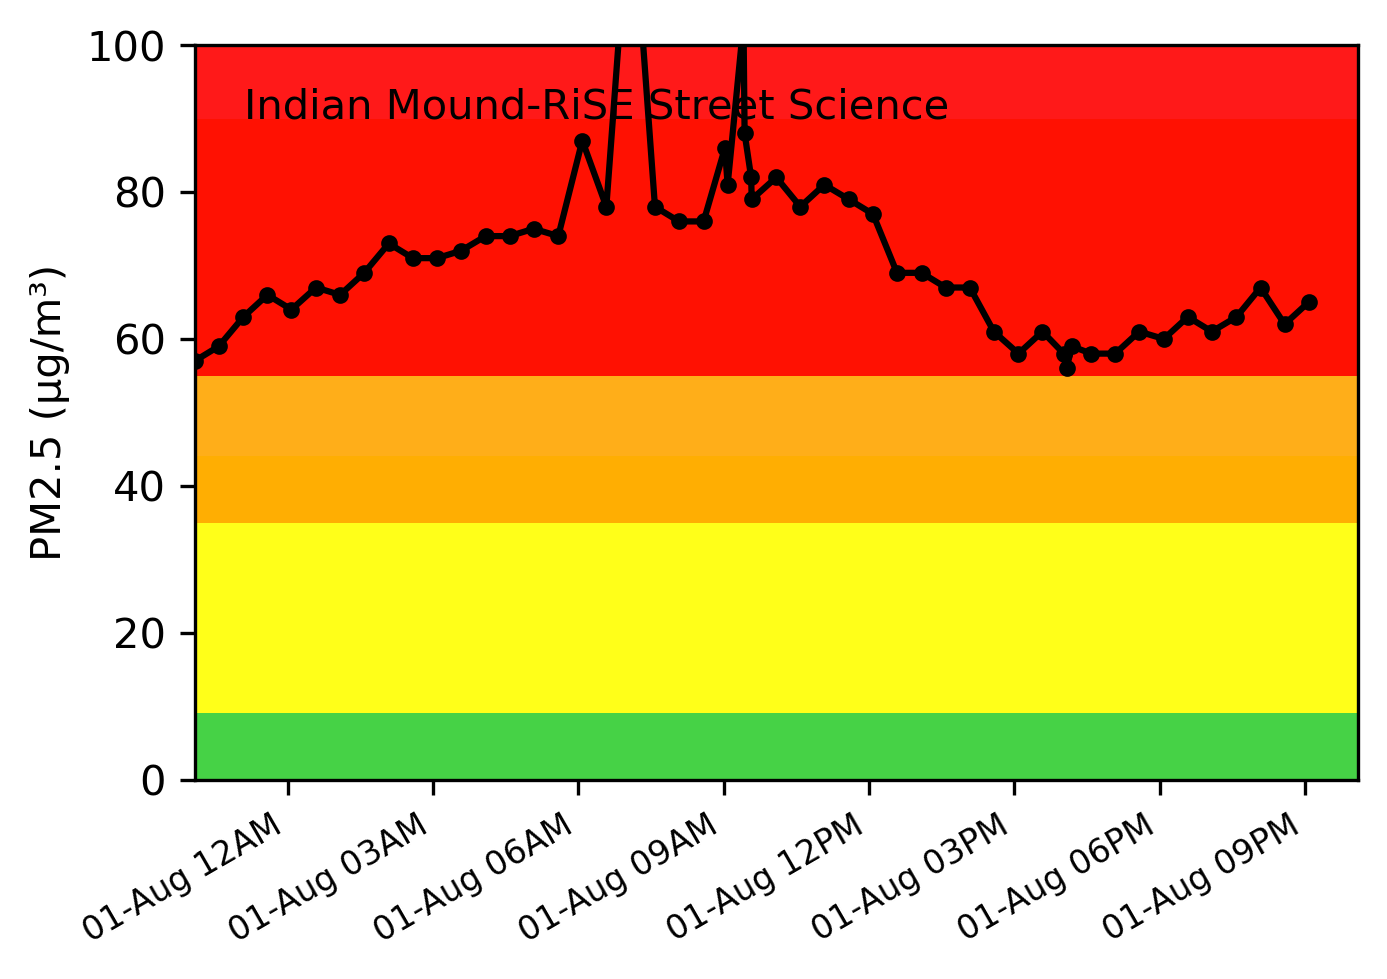 Indian Mound-RiSE Street Science
PM2.5 (µg/m³)
100
80
60
40
20
0
01-Aug 12AM
01-Aug 03AM
01-Aug 06AM
01-Aug 09AM
01-Aug 12PM
01-Aug 03PM
01-Aug 06PM
01-Aug 09PM